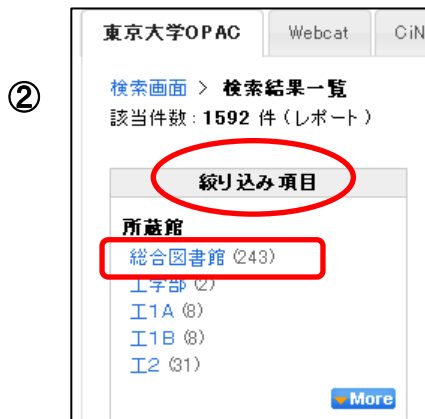 東京大学OPAC Webcat CiN
②
検索画面 > 検索結果一覧
該当件数:1592 件(レポート)
絞り込み項目
所蔵館
総合図書館 (243)
工学部 (2)
工1A (8)
工1B (8)
工2 (31)
More